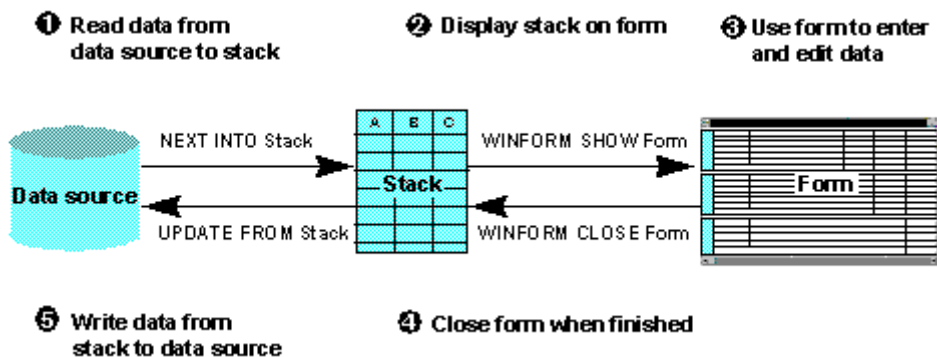 ❶ Read data from
data source to stack
❷ Display stack on form
❸ Use form to enter
and edit data
NEXT INTO Stack
A B C
WINFORM SHOW Form
Data source
Stack
Form
UPDATE FROM Stack
WINFORM CLOSE Form
❺ Write data from
stack to data source
❹ Close form when finished